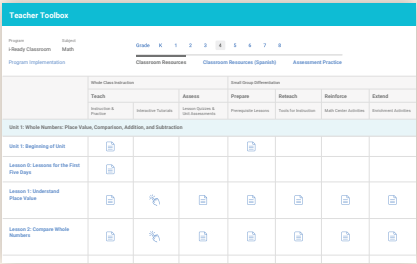 Teacher Toolbox
Program Subject
i-Ready Classroom Math
Program Implementation
Grade K 1 2 3 4 5 6 7 8
Classroom Resources Classroom Resources (Spanish) Assessment Practice
Whole Class Instruction Small Group Differentiation
Teach Assess Prepare Reteach Reinforce Extend
Instruction & Practice Interactive Tutorials Lesson Quizzes & Unit Assessments Prerequisite Lessons Tools for Instruction Math Center Activities Enrichment Activities
Unit 1: Whole Numbers: Place Value, Comparison, Addition, and Subtraction
Unit 1: Beginning of Unit
Lesson 0: Lessons for the First
Five Days
Lesson 1: Understand
Place Value
Lesson 2: Compare Whole
Numbers